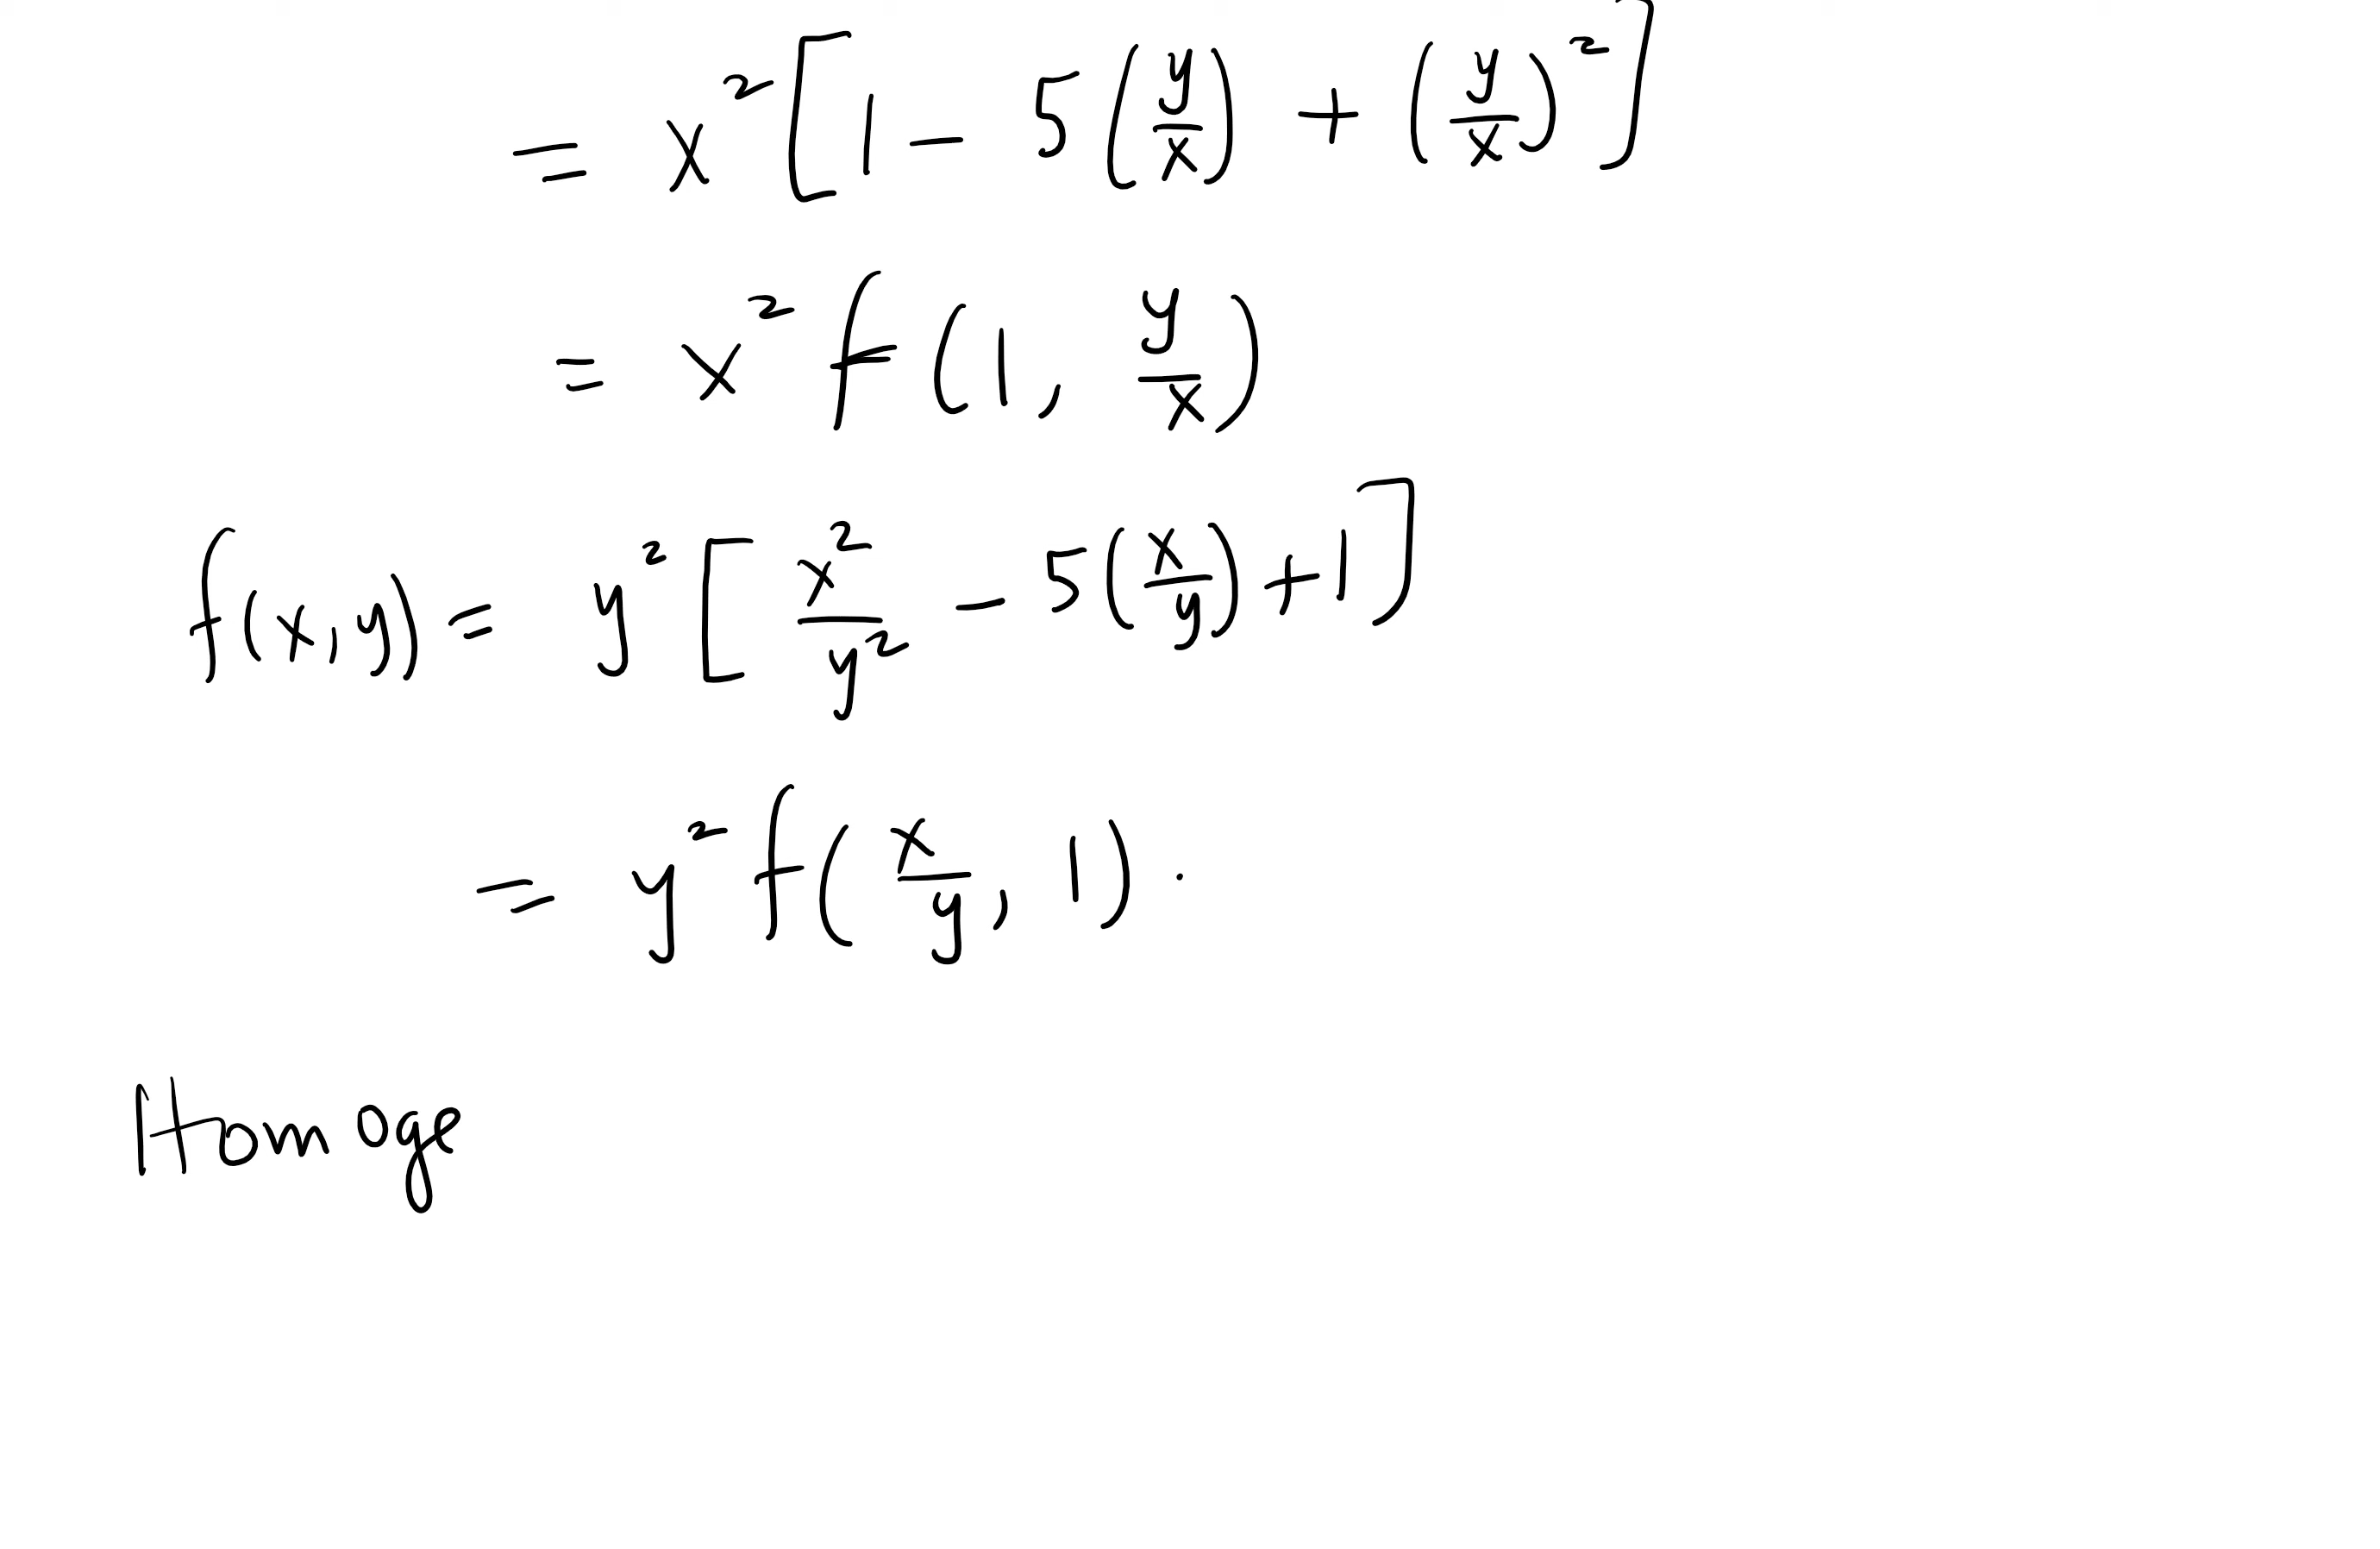 = x²[1 − 5(y/x) + (y/x)²]
= x² f(1, y/x)
f(x, y) = y²[x²/y² − 5(x/y) + 1]
= y² f(x/y, 1).
Homoge